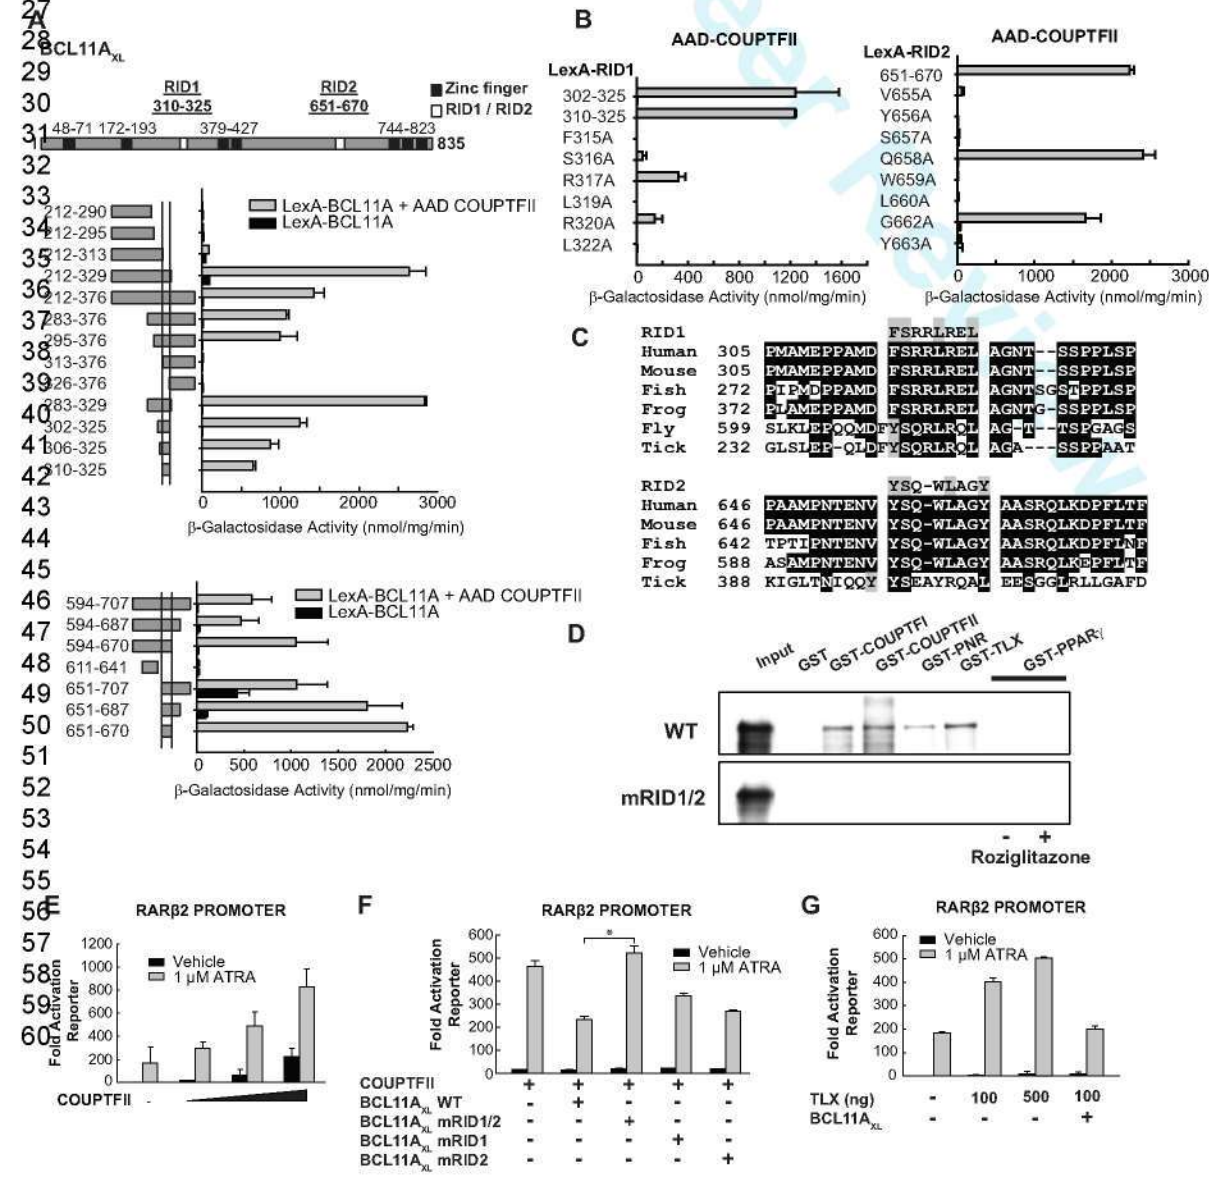 27
28
29
30
31
32
33
34
35
36
37
38
39
40
41
42
43
44
45
46
47
48
49
50
51
52
53
54
55
56
57
58
59
60
eer Review
A
BCL11A XL
RID1
310-325
RID2
651-670
Zinc finger
RID1 / RID2
48-71 172-193 379-427 744-823
835
LexA-BCL11A + AAD COUPTFII
LexA-BCL11A
212-290
212-295
212-313
212-329
212-376
283-376
295-376
313-376
326-376
283-329
302-325
306-325
310-325
0 1000 2000 3000
β-Galactosidase Activity (nmol/mg/min)
LexA-BCL11A + AAD COUPTFII
LexA-BCL11A
594-707
594-687
594-670
611-641
651-707
651-687
651-670
0 500 1000 1500 2000 2500
β-Galactosidase Activity (nmol/mg/min)
B
AAD-COUPTFII
LexA-RID1
302-325
310-325
F315A
S316A
R317A
L319A
R320A
L322A
0 400 800 1200 1600
β-Galactosidase Activity (nmol/mg/min)
AAD-COUPTFII
LexA-RID2
651-670
V655A
Y656A
S657A
Q658A
W659A
L660A
G662A
Y663A
0 1000 2000 3000
β-Galactosidase Activity (nmol/mg/min)
C
RID1 FSRRLREL
Human 305 PMAMEPPAMD FSRRLREL AGNT--SSPPLSP
Mouse 305 PMAMEPPAMD FSRRLREL AGNT--SSPPLSP
Fish 272 PIPMDPPAMD FSRRLREL AGNTSGSTPPLSP
Frog 372 PLAMEPPAMD FSRRLREL AGNTG-SSPPLSP
Fly 599 SLKLEPQQMDFYSQRLRQL AG-T--TSPGAGS
Tick 232 GLSLEP-QLDFYSQRLRQL AGA---SSPPAAT
RID2 YSQ-WLAGY
Human 646 PAAMPNTENV YSQ-WLAGY AASRQLKDPFLTF
Mouse 646 PAAMPNTENV YSQ-WLAGY AASRQLKDPFLTF
Fish 642 TPTIPNTENV YSQ-WLAGY AASRQLKDPFLNF
Frog 588 ASAMPNTENV YSQ-WLAGY AASRQLKEPFLTF
Tick 388 KIGLTNIQQYY YSEAYRQAL EESGGLRLLGAFD
D
Input GST GST-COUPTFI GST-COUPTFII GST-PNR GST-TLX GST-PPARγ
WT
mRID1/2
- +
Roziglitazone
E
RARβ2 PROMOTER
Vehicle
1 µM ATRA
Fold Activation
Reporter
1200
1000
800
600
400
200
0
COUPTFII -
F
RARβ2 PROMOTER
*
Vehicle
1 µM ATRA
Fold Activation
Reporter
600
500
400
300
200
100
0
COUPTFII + + + + +
BCL11A XL WT - + - - -
BCL11A XL mRID1/2 - - + - -
BCL11A XL mRID1 - - - + -
BCL11A XL mRID2 - - - - +
G
RARβ2 PROMOTER
Vehicle
1 µM ATRA
Fold Activation
Reporter
600
500
400
300
200
100
0
TLX (ng) - 100 500 100
BCL11A XL - - - +